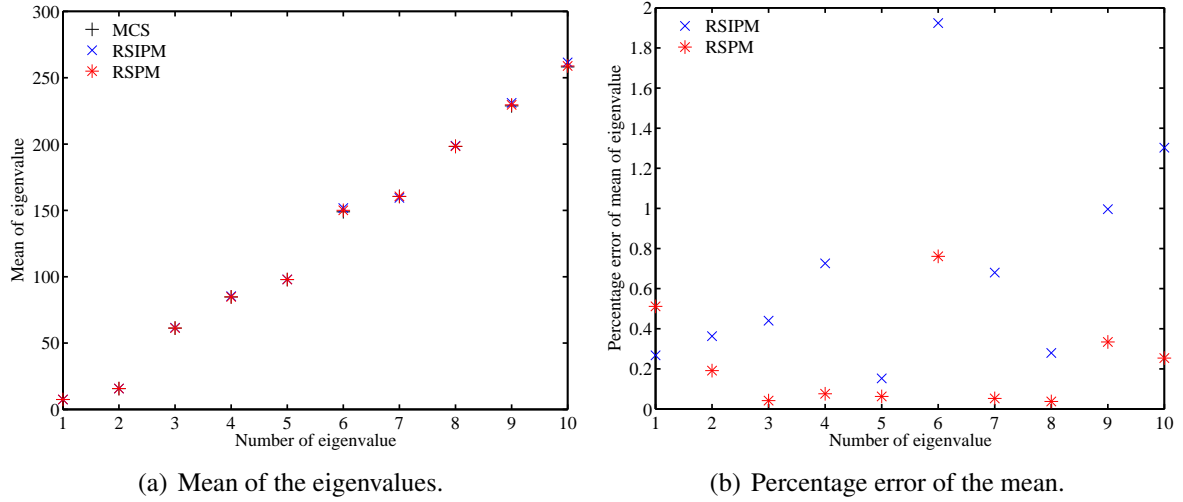 300
250
200
150
100
50
0
Mean of eigenvalue
MCS
RSIPM
RSPM
1 2 3 4 5 6 7 8 9 10
Number of eigenvalue
(a) Mean of the eigenvalues.
2
1.8
1.6
1.4
1.2
1
0.8
0.6
0.4
0.2
0
Percentage error of mean of eigenvalue
RSIPM
RSPM
1 2 3 4 5 6 7 8 9 10
Number of eigenvalue
(b) Percentage error of the mean.